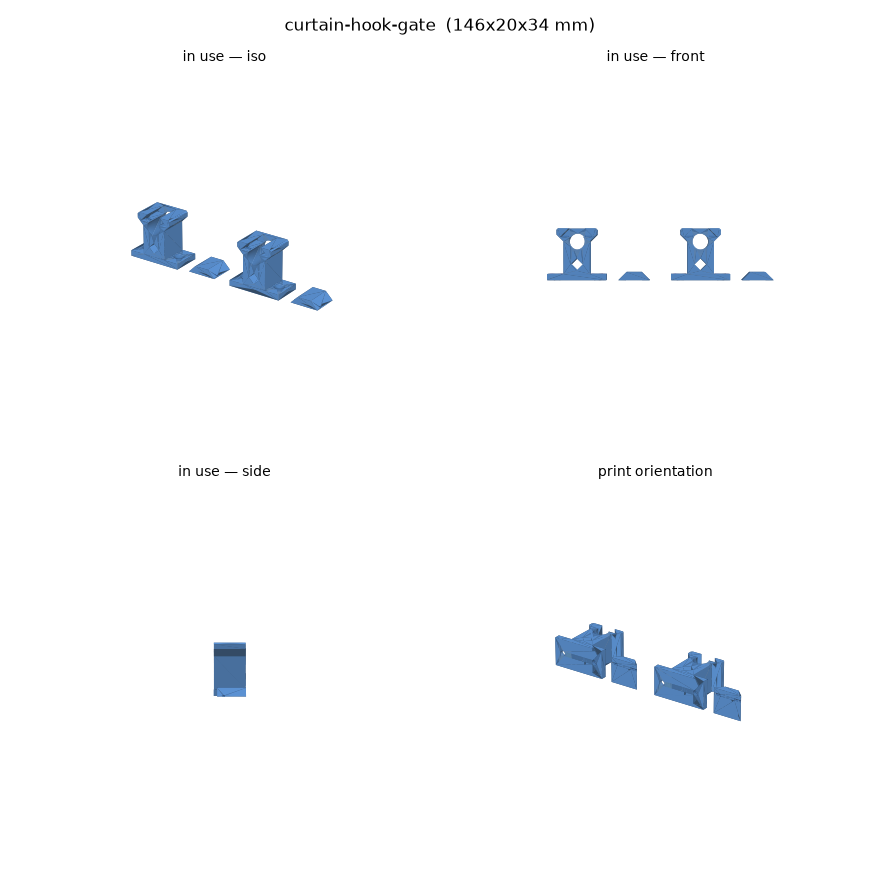 curtain-hook-gate (146x20x34 mm)
in use — iso
in use — front
in use — side
print orientation